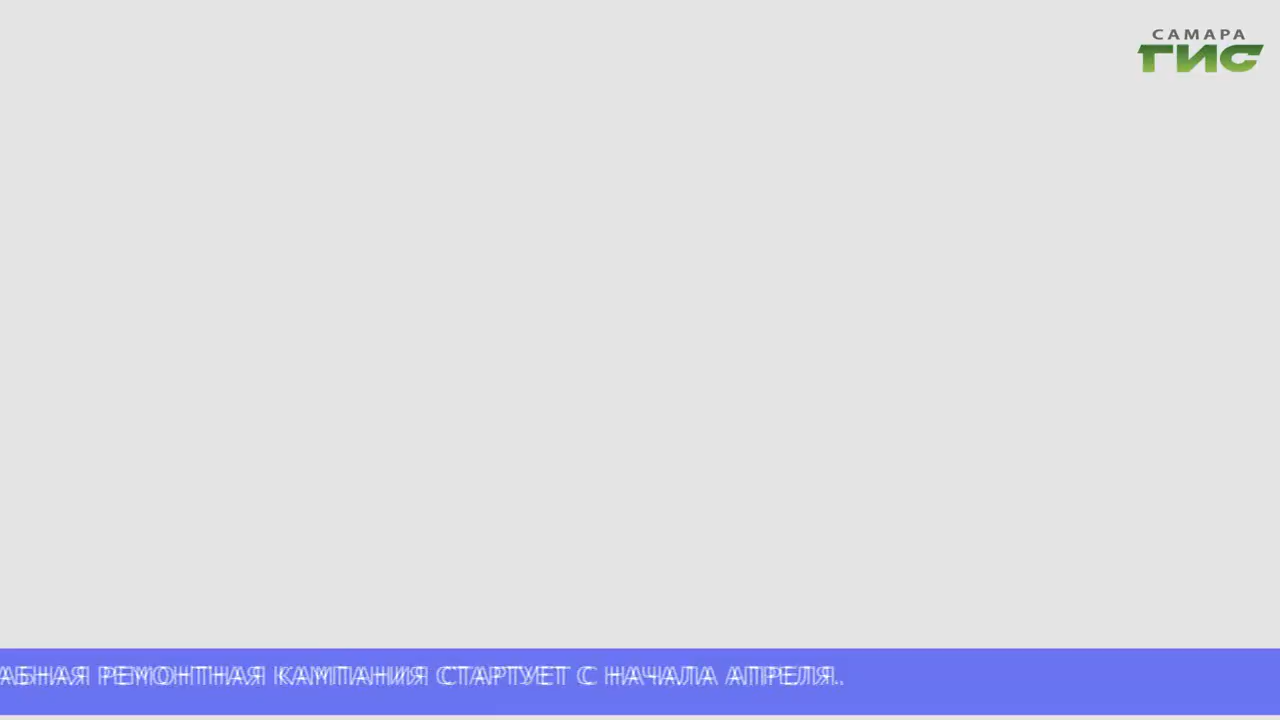 САМАРА
ГИС
АБНАЯ РЕМОНТНАЯ КАМПАНИЯ СТАРТУЕТ С НАЧАЛА АПРЕЛЯ.